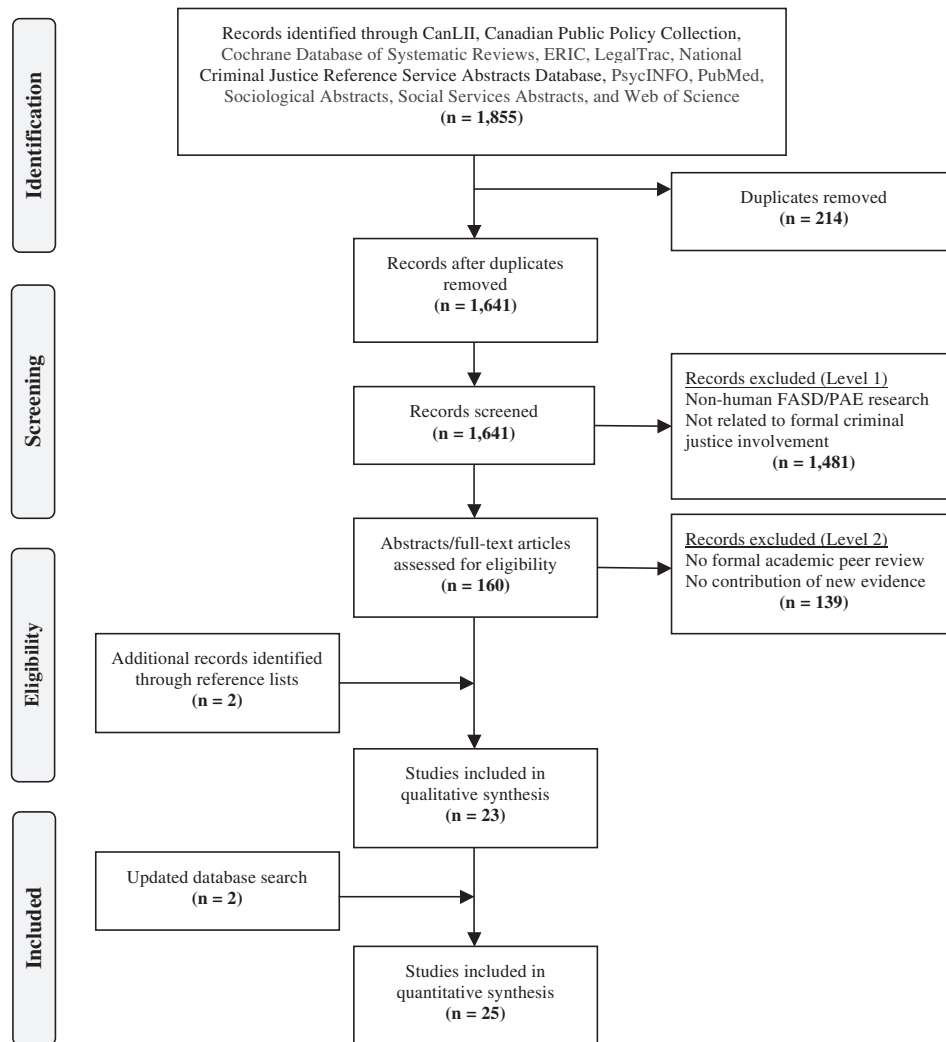 Identification
Records identified through CanLII, Canadian Public Policy Collection,
Cochrane Database of Systematic Reviews, ERIC, LegalTrac, National
Criminal Justice Reference Service Abstracts Database, PsycINFO, PubMed,
Sociological Abstracts, Social Services Abstracts, and Web of Science
(n = 1,855)
Duplicates removed
(n = 214)
Records after duplicates
removed
(n = 1,641)
Screening
Records screened
(n = 1,641)
Records excluded (Level 1)
Non-human FASD/PAE research
Not related to formal criminal
justice involvement
n = 1,481)
Eligibility
Abstracts/full-text articles
assessed for eligibility
(n = 160)
Records excluded (Level 2)
No formal academic peer review
No contribution of new evidence
(n = 139)
Additional records identified
through reference lists
(n = 2)
Studies included in
qualitative synthesis
(n = 23)
Included
Updated database search
(n = 2)
Studies included in
quantitative synthesis
(n = 25)